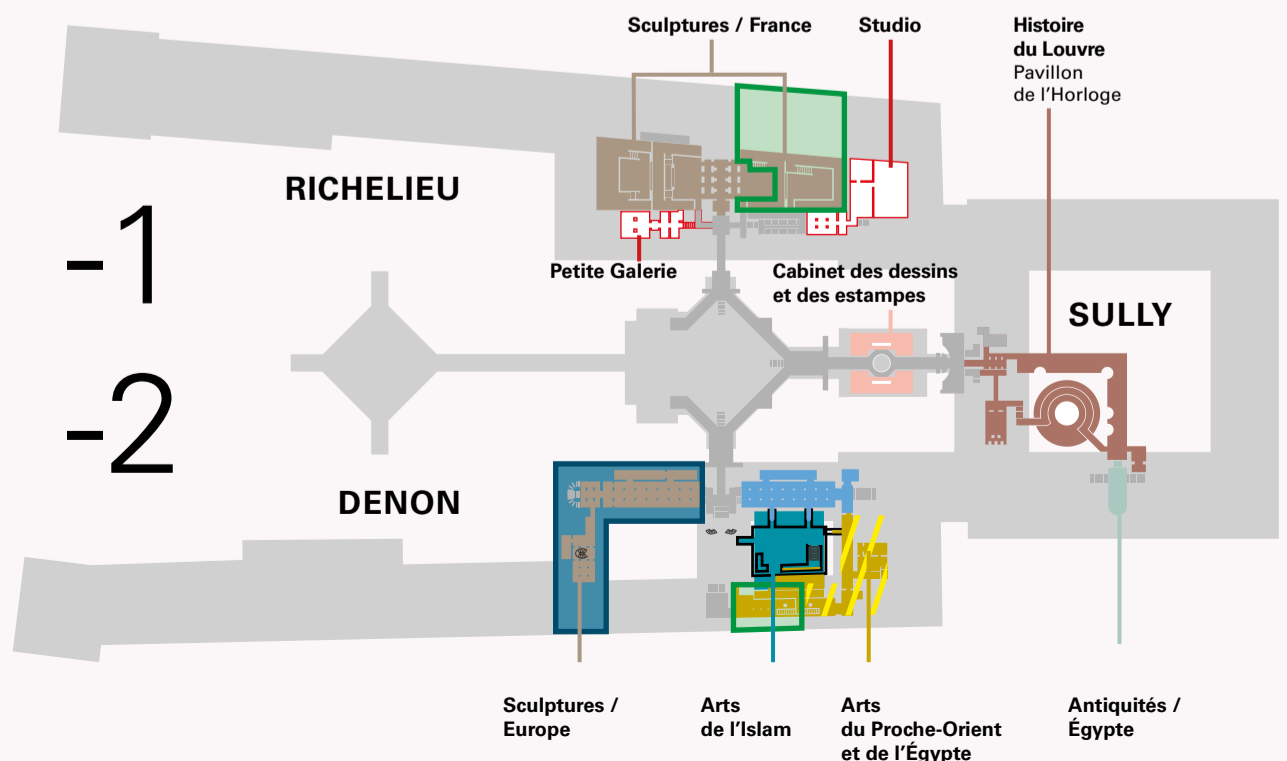 Sculptures / France
Studio
Histoire
du Louvre
Pavillon
de l'Horloge
RICHELIEU
-1
Petite Galerie
Cabinet des dessins
et des estampes
SULLY
-2
DENON
Sculptures /
Europe
Arts
de l'Islam
Arts
du Proche-Orient
et de l'Égypte
Antiquités /
Égypte